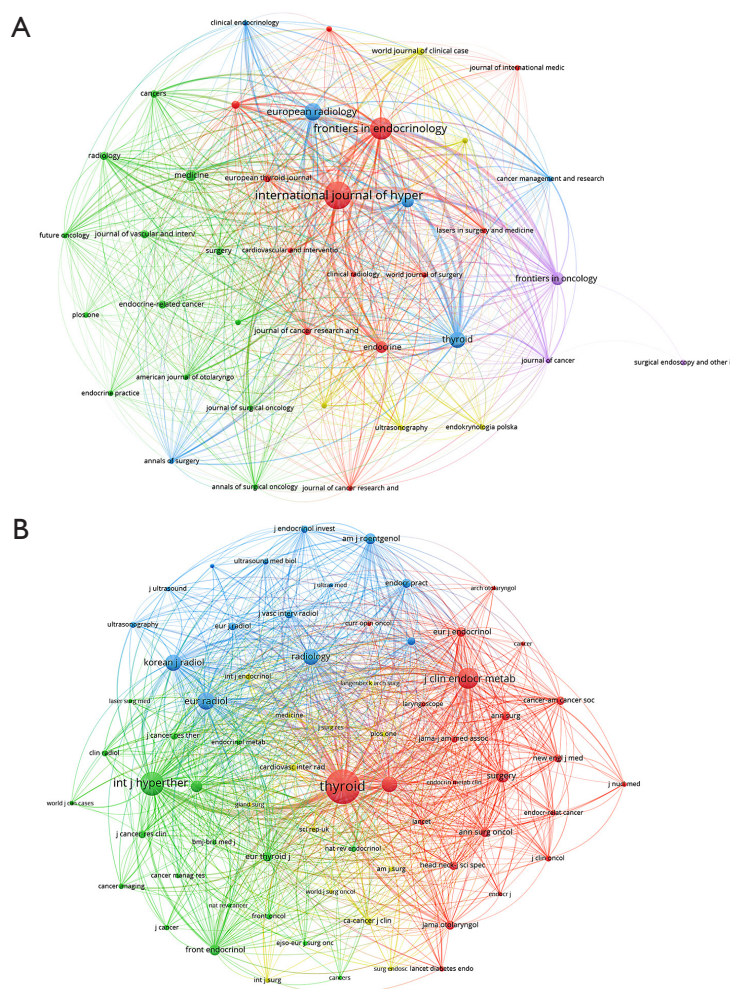 A
clinical endocrinology
world journal of clinical case
journal of international medic
cancers
european radiology
frontiers in endocrinology
radiology
medicine
european thyroid journal
cancer management and research
international journal of hyper
future oncology
journal of vascular and interv.
lasers in surgery and medicine
surgery
cardiovascular and interventio.
clinical radiology
world journal of surgery
frontiers in oncology
plos one
endocrine-related cancer
journal of cancer research and
endocrine
thyroid
journal of cancer
surgical endoscopy and other i
american journal of otolaryngo
endocrine practice
journal of surgical oncology
ultrasonography
endokrynologia polska
annals of surgery
annals of surgical oncology
journal of cancer research and
B
j endocrinol invest
am j roentgenol
ultrasound med biol
j ultrasound
j ultras med
endocr pract
arch otolaryngol
j vasc interv radiol
ultrasonography
eur j radiol
curr opin oncol
eur j endocrinol
cancer
korean j radiol
radiology
int j endocrinol
langenbeck arch surg
j clin endocr metab
laser surg med
eur radiol
laryngoscope
cancer-am cancer soc
medicine
ann surg
j cancer res ther
endocrinol metab
j surg res
plos one
jama-j am med assoc
clin radiol
new engl j med
cardiovasc inter rad
int j hyperther
thyroid
endocrin metab clin
surgery
j nucl med
world j clin cases
gland surg
endocr-relat cancer
j cancer res clin
bmj-brit med j
sci rep-uk
lancet
ann surg oncol
nat rev endocrinol
eur thyroid j
j clin oncol
cancer manag res
am j surg
head neck-j sci spec
cancer imaging
world j surg oncol
endocr j
nat rev cancer
j cancer
front oncol
ca-cancer j clin
jama otolaryngol
front endocrinol
ejso-eur j surg onc
int j surg
cancers
surg endosc
lancet diabetes endo